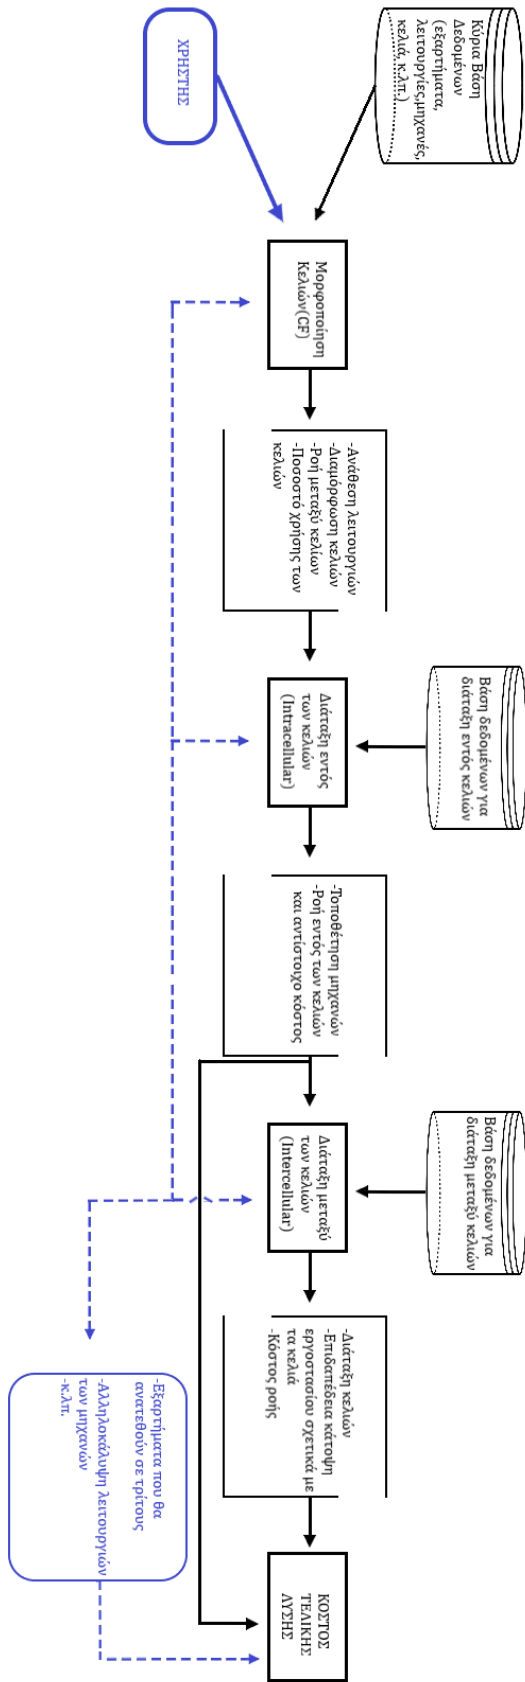 Κύρια Βάση
Δεδομένων
(εξαρτήματα,
λειτουργίες,μηχανές,
κελιά, κ.λπ.)
ΧΡΗΣΤΗΣ
Μορφοποίηση
Κελιών(CF)
-Ανάθεση λειτουργιών
-Διαμόρφωση κελιών
-Ροή μεταξύ κελίων
-Ποσοστό χρήσης των
κελιών
Βάση δεδομένων για
διάταξη εντός κελιών
Διάταξη εντός
των κελιών
(Intracellular)
-Τοποθέτηση μηχανών
-Ροή εντός των κελιών
και αντίστοιχο κόστος
Βάση δεδομένων για
διάταξη μεταξύ κελιών
Διάταξη μεταξύ
των κελιών
(Intercellular)
-Διάταξη κελιών
-Επιδαπέδεια κάτοψη
εργοστασίου σχετικά με
τα κελιά
-Κόστος ροής
-Εξαρτήματα που θα
ανατεθούν σε τρίτους
-Αλληλοκάλυψη λειτουργιών
των μηχανών
-κ.λπ.
ΚΟΣΤΟΣ
ΤΕΛΙΚΗΣ
ΛΥΣΗΣ